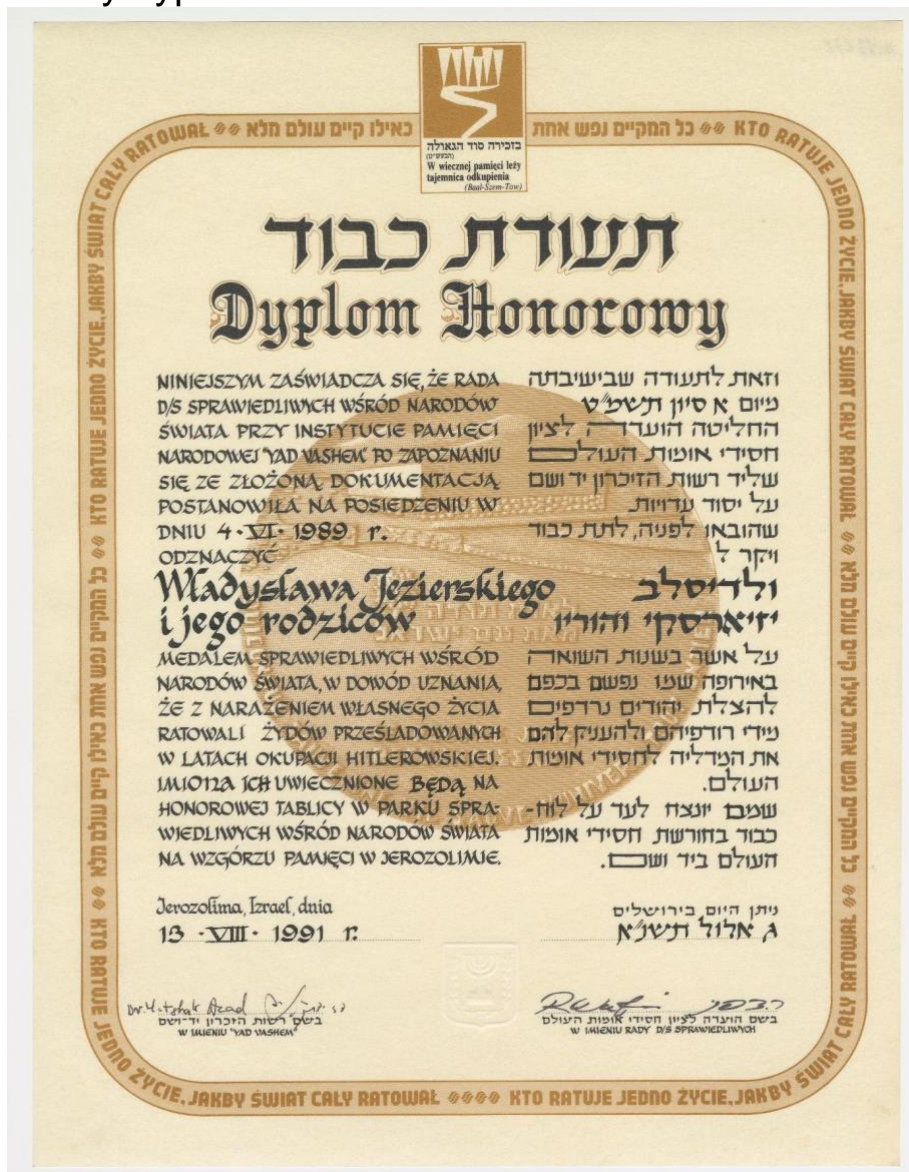 כל המקיים נפש אחת כאילו קיים עולם מלא
KTO RATUJE JEDNO ŻYCIE, JAKBY ŚWIAT CAŁY RATOWAŁ
בזכירה סוד הגאולה
(הבעש"ט)
W wiecznej pamięci leży
tajemnica odkupienia
(Baal-Szem-Tow)
תעודת כבוד
Dyplom Honorowy
NINIEJSZYM ZAŚWIADCZA SIĘ, ŻE RADA
D/S SPRAWIEDLIWYCH WŚRÓD NARODÓW
ŚWIATA PRZY INSTYTUCIE PAMIĘCI
NARODOWEJ "YAD VASHEM" PO ZAPOZNANIU
SIĘ ZE ZŁOŻONĄ DOKUMENTACJĄ
POSTANOWIŁA NA POSIEDZENIU W
DNIU 4·VI·1989 r.
ODZNACZYĆ
Władysława Jezierskiego
i jego rodziców
MEDALEM SPRAWIEDLIWYCH WŚRÓD
NARODÓW ŚWIATA, W DOWÓD UZNANIA,
ŻE Z NARAŻENIEM WŁASNEGO ŻYCIA
RATOWALI ŻYDÓW PRZEŚLADOWANYCH
W LATACH OKUPACJI HITLEROWSKIEJ.
IMIONA ICH UWIECZNIONE BĘDĄ NA
HONOROWEJ TABLICY W PARKU SPRA-
WIEDLIWYCH WŚRÓD NARODÓW ŚWIATA
NA WZGÓRZU PAMIĘCI W JEROZOLIMIE.
Jerozolima, Izrael, dnia
13·VIII·1991 r.
וזאת לתעודה שבישיבתה
מיום א סיון תשמ"ט
החליטה הועדה לציון
חסידי אומות העולם
שליד רשות הזיכרון יד ושם
על יסוד עדויות
שהובאו לפניה, לתת כבוד
ויקר ל
ולדיסלב
יזיארסקי והוריו
על אשר בשנות השואה
באירופה שמו נפשם בכפם
להצלת יהודים נרדפים
מידי רודפיהם ולהעניק להם
את המדליה לחסידי אומות
העולם.
שמם יונצח לעד על לוח-
כבוד בחורשת חסידי אומות
העולם ביד ושם.
ניתן היום בירושלים
ג אלול תשנ"א
בשם רשות הזיכרון יד-ושם
W IMIENIU "YAD VASHEM"
בשם הועדה לציון חסידי אומות העולם
W IMIENIU RADY D/S SPRAWIEDLIWYCH